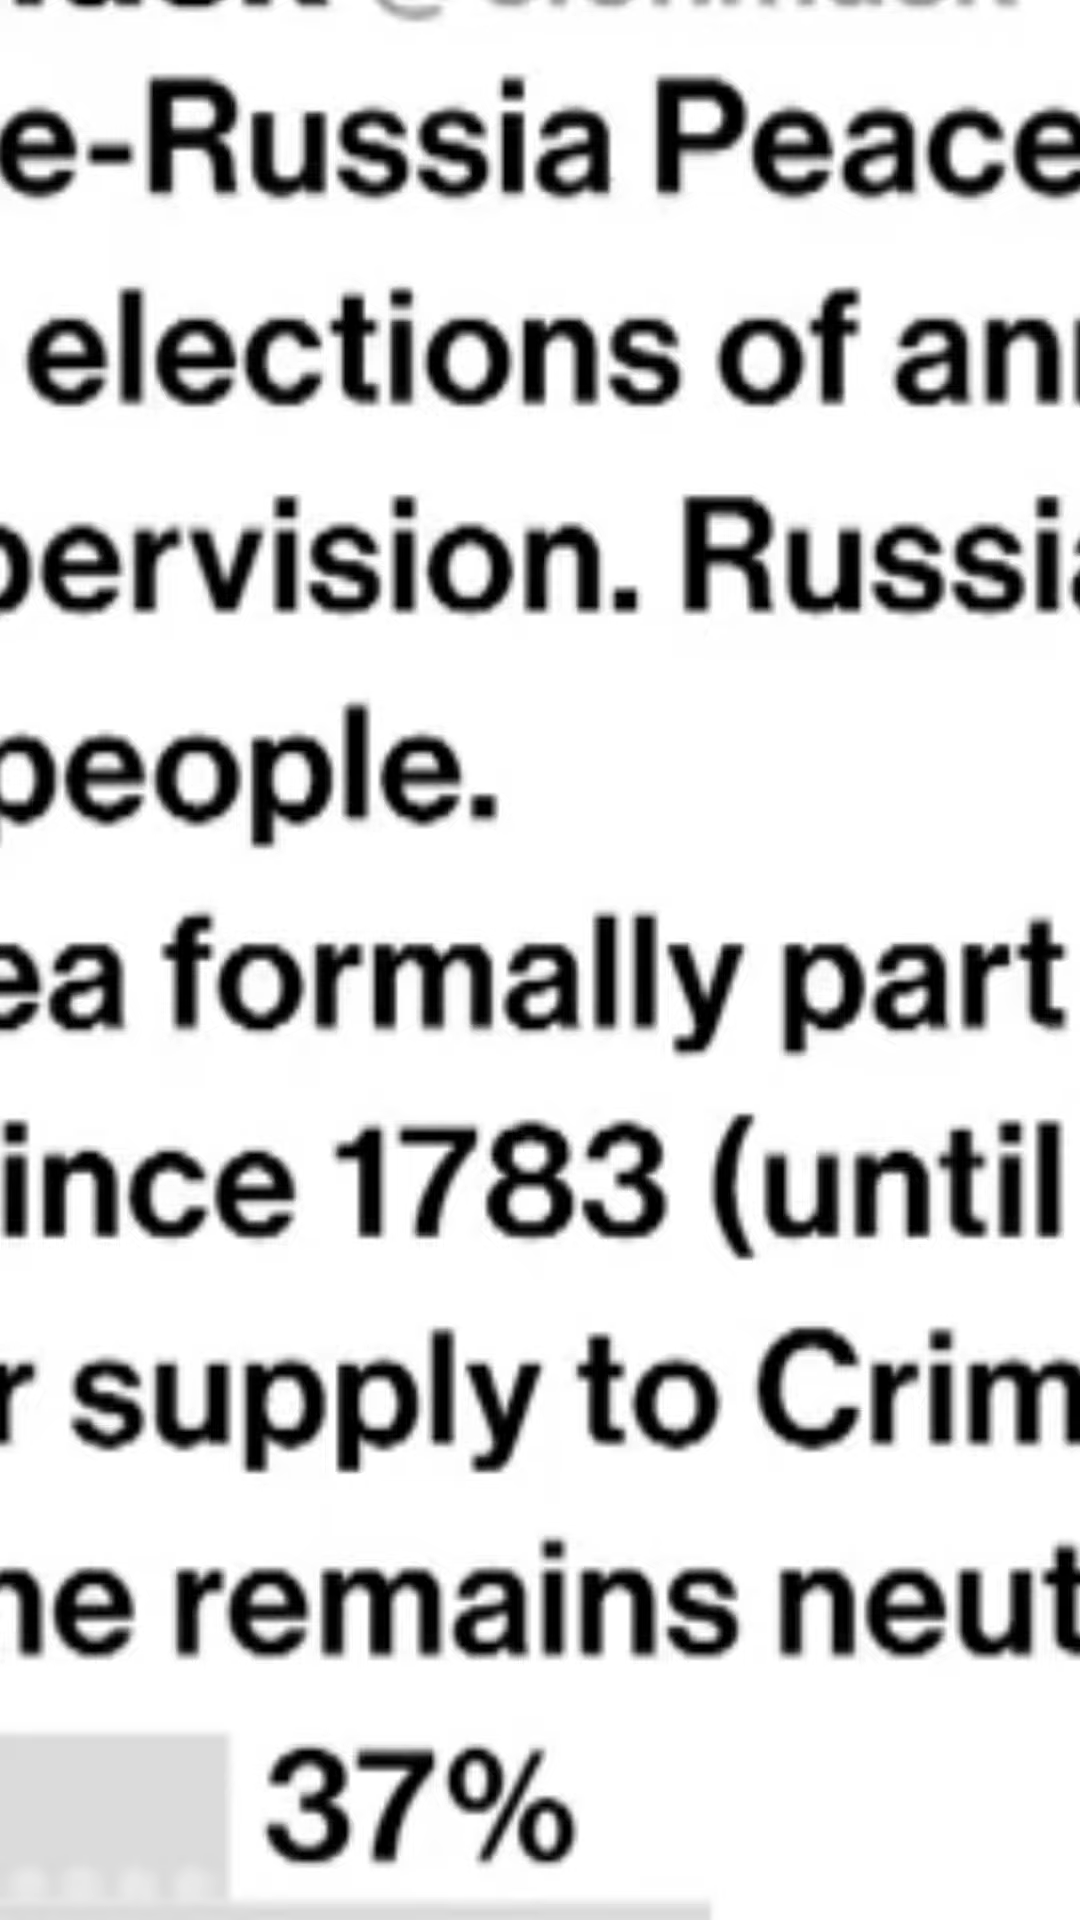 e-Russia Peace
elections of an
pervision. Russia
people.
ea formally part
ince 1783 (until
r supply to Crim
ne remains neut
37%